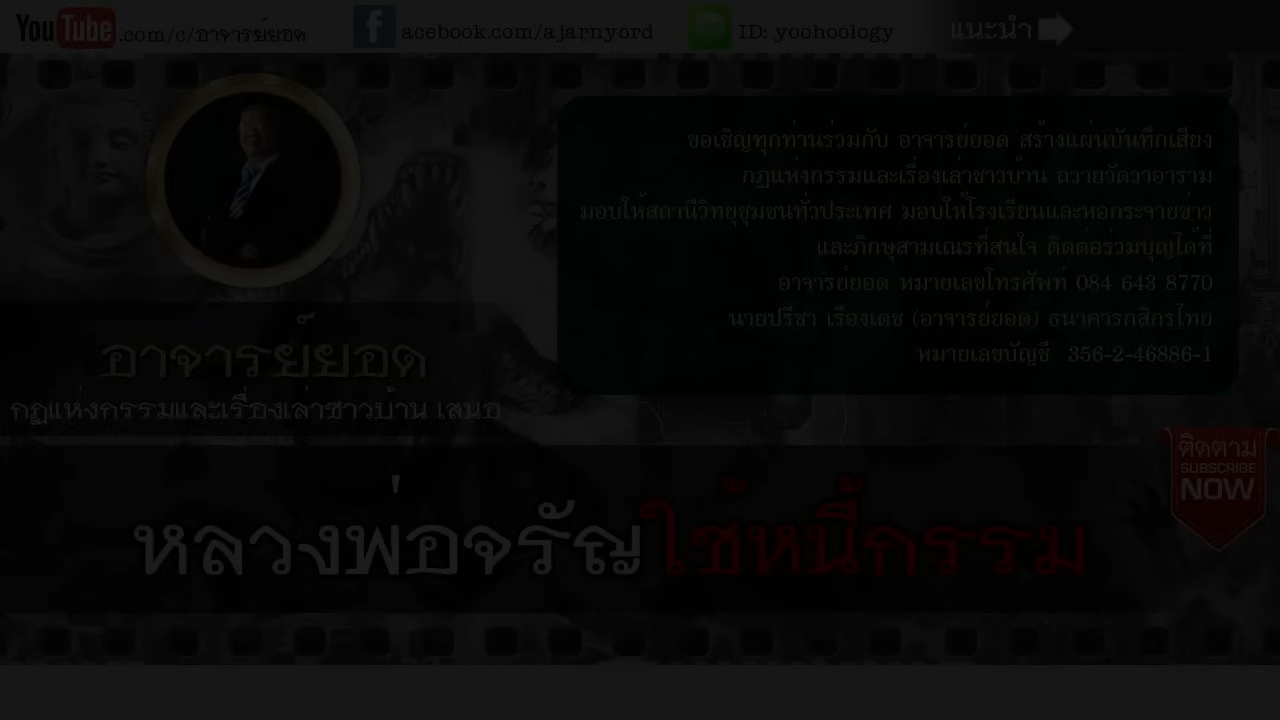 YouTube.com/c/อาจารย์ยอด
facebook.com/ajarnyord
ID: yoohoology
แนะนำ
ขอเชิญทุกท่านร่วมกับ อาจารย์ยอด สร้างแผ่นบันทึกเสียง
กฎแห่งกรรมและเรื่องเล่าชาวบ้าน ถวายวัดวาอาราม
มอบให้สถานีวิทยุชุมชนทั่วประเทศ มอบให้โรงเรียนและหอกระจายข่าว
และภิกษุสามเณรที่สนใจ ติดต่อร่วมบุญได้ที่
อาจารย์ยอด หมายเลขโทรศัพท์ 084 643 8770
นายปรีชา เรืองเดช (อาจารย์ยอด) ธนาคารกสิกรไทย
หมายเลขบัญชี 356-2-46886-1
อาจารย์ยอด
กฎแห่งกรรมและเรื่องเล่าชาวบ้าน เสนอ
ติดตาม
SUBSCRIBE
NOW
หลวงพ่อจรัญใช้หนี้กรรม